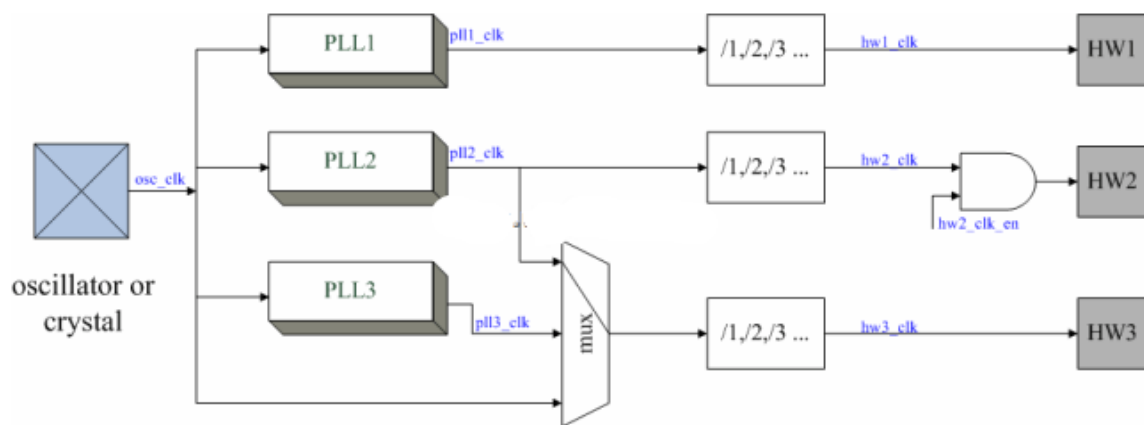 PLL1
pll1_clk
/1,/2,/3 ...
hw1_clk
HW1
PLL2
pll2_clk
/1,/2,/3 ...
hw2_clk
HW2
osc_clk
hw2_clk_en
oscillator or
crystal
PLL3
pll3_clk
mux
/1,/2,/3 ...
hw3_clk
HW3